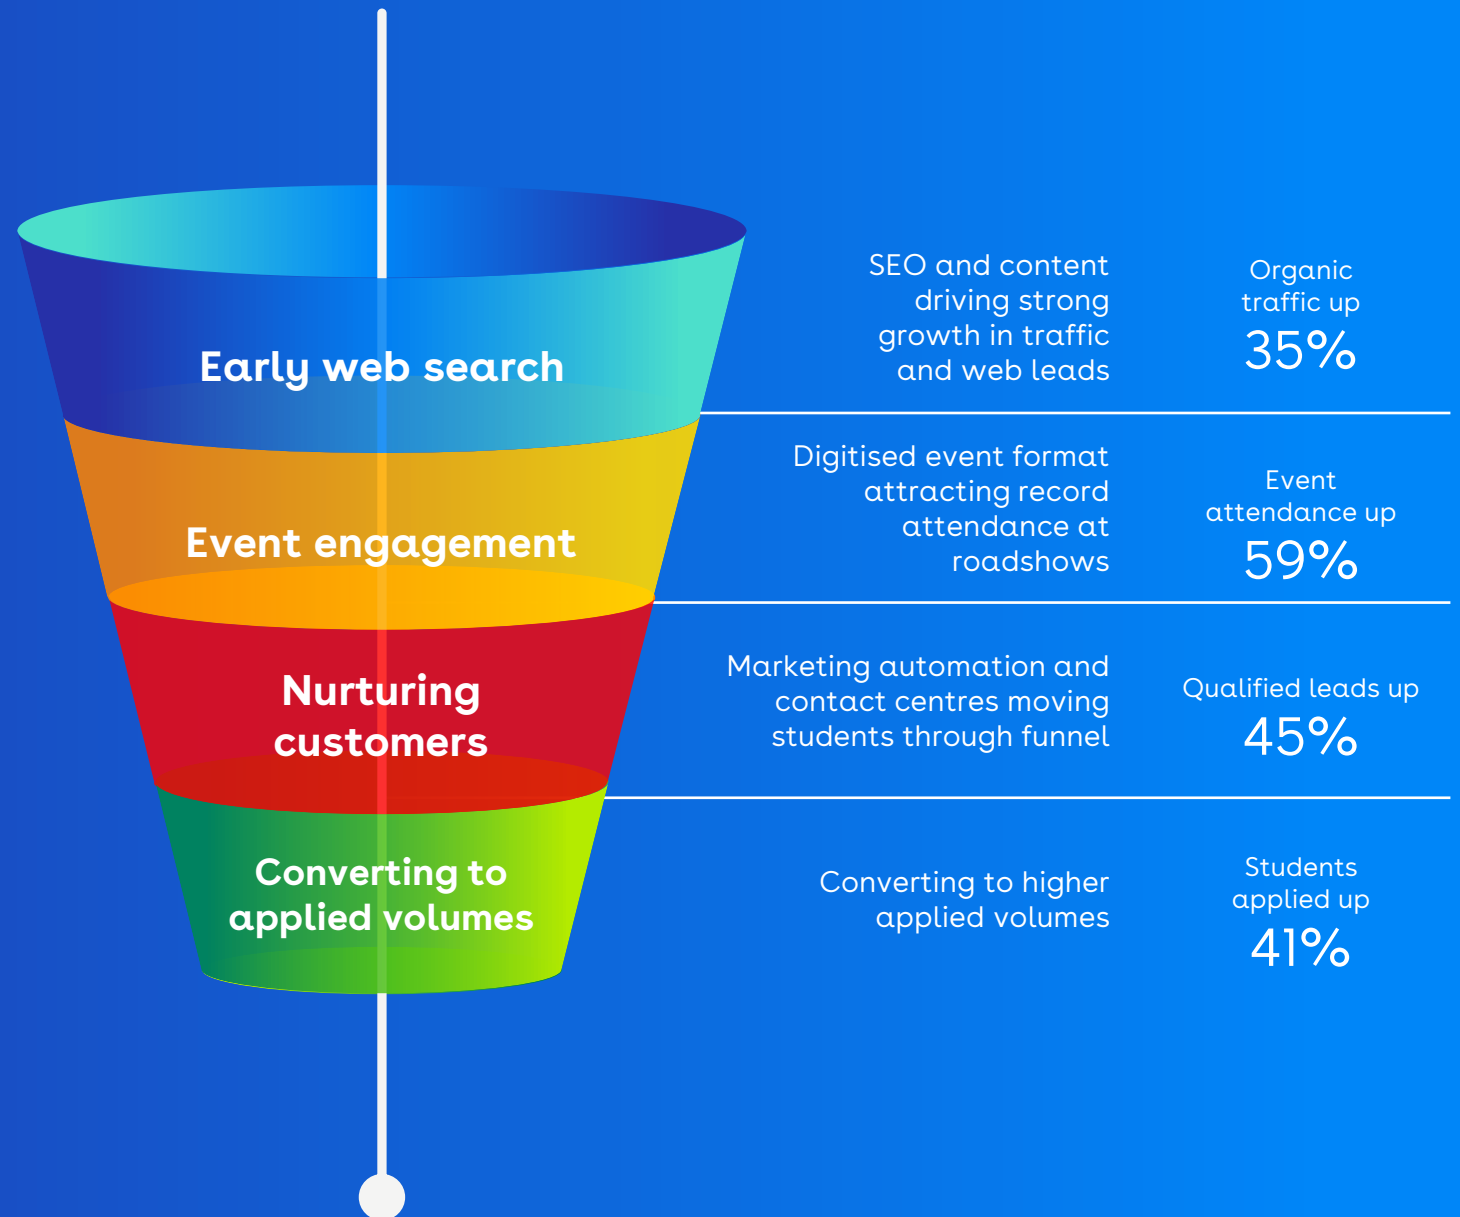 Early web search
SEO and content
driving strong
growth in traffic
and web leads
Organic
traffic up
35%
Event engagement
Digitised event format
attracting record
attendance at
roadshows
Event
attendance up
59%
Nurturing
customers
Marketing automation and
contact centres moving
students through funnel
Qualified leads up
45%
Converting to
applied volumes
Converting to higher
applied volumes
Students
applied up
41%